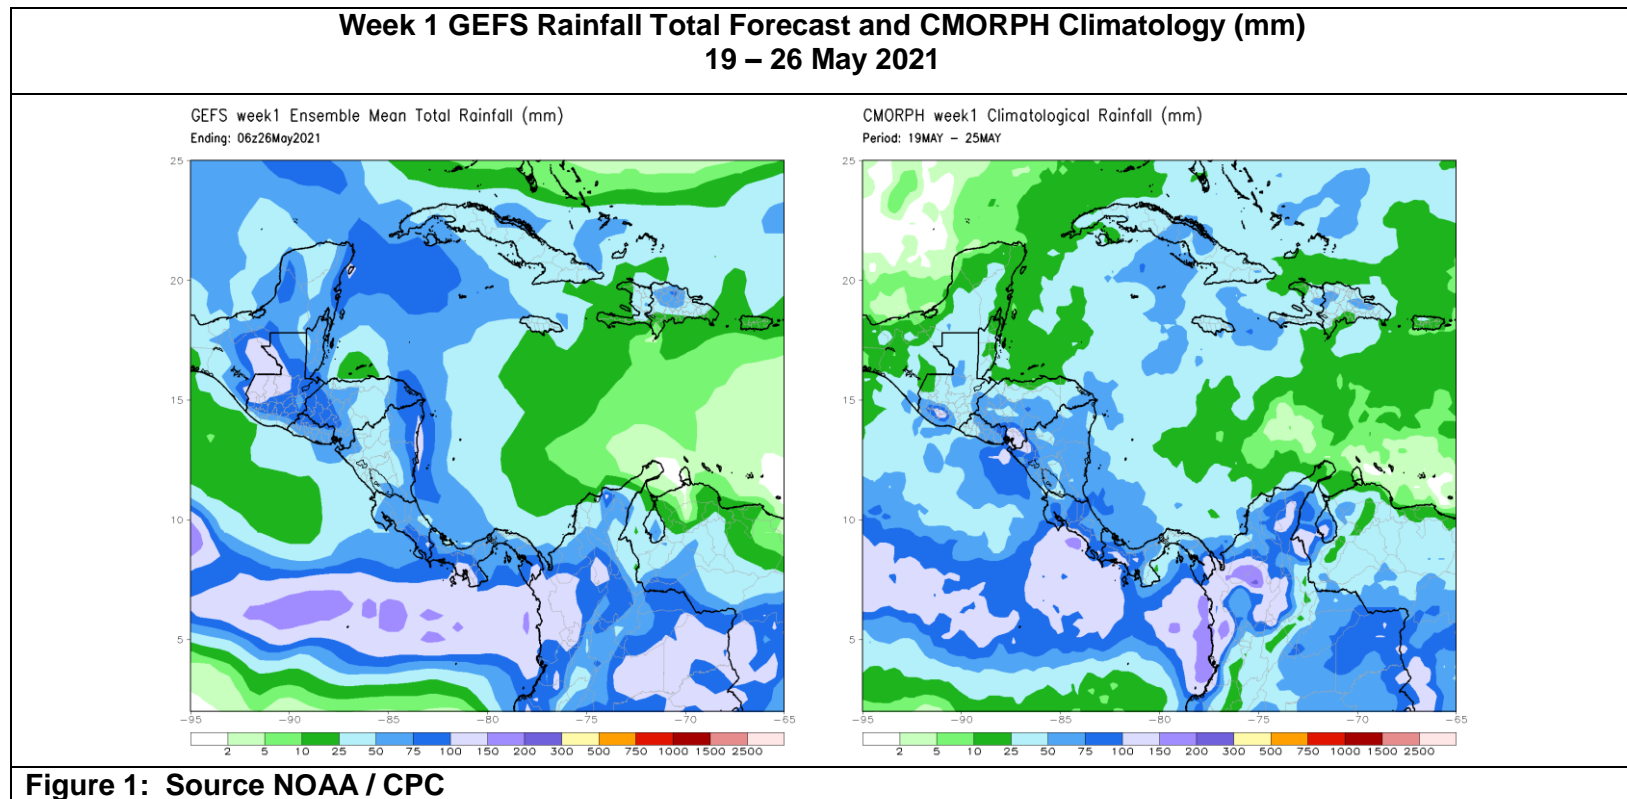 Week 1 GEFS Rainfall Total Forecast and CMORPH Climatology (mm)
19 – 26 May 2021
GEFS week1 Ensemble Mean Total Rainfall (mm)
Ending: 06z26May2021
25
20
15
10
5
−95 −90 −85 −80 −75 −70 −65
2 5 10 25 50 75 100 150 200 300 500 750 1000 1500 2500
CMORPH week1 Climatological Rainfall (mm)
Period: 19MAY − 25MAY
25
20
15
10
5
−95 −90 −85 −80 −75 −70 −65
2 5 10 25 50 75 100 150 200 300 500 750 1000 1500 2500
Figure 1: Source NOAA / CPC